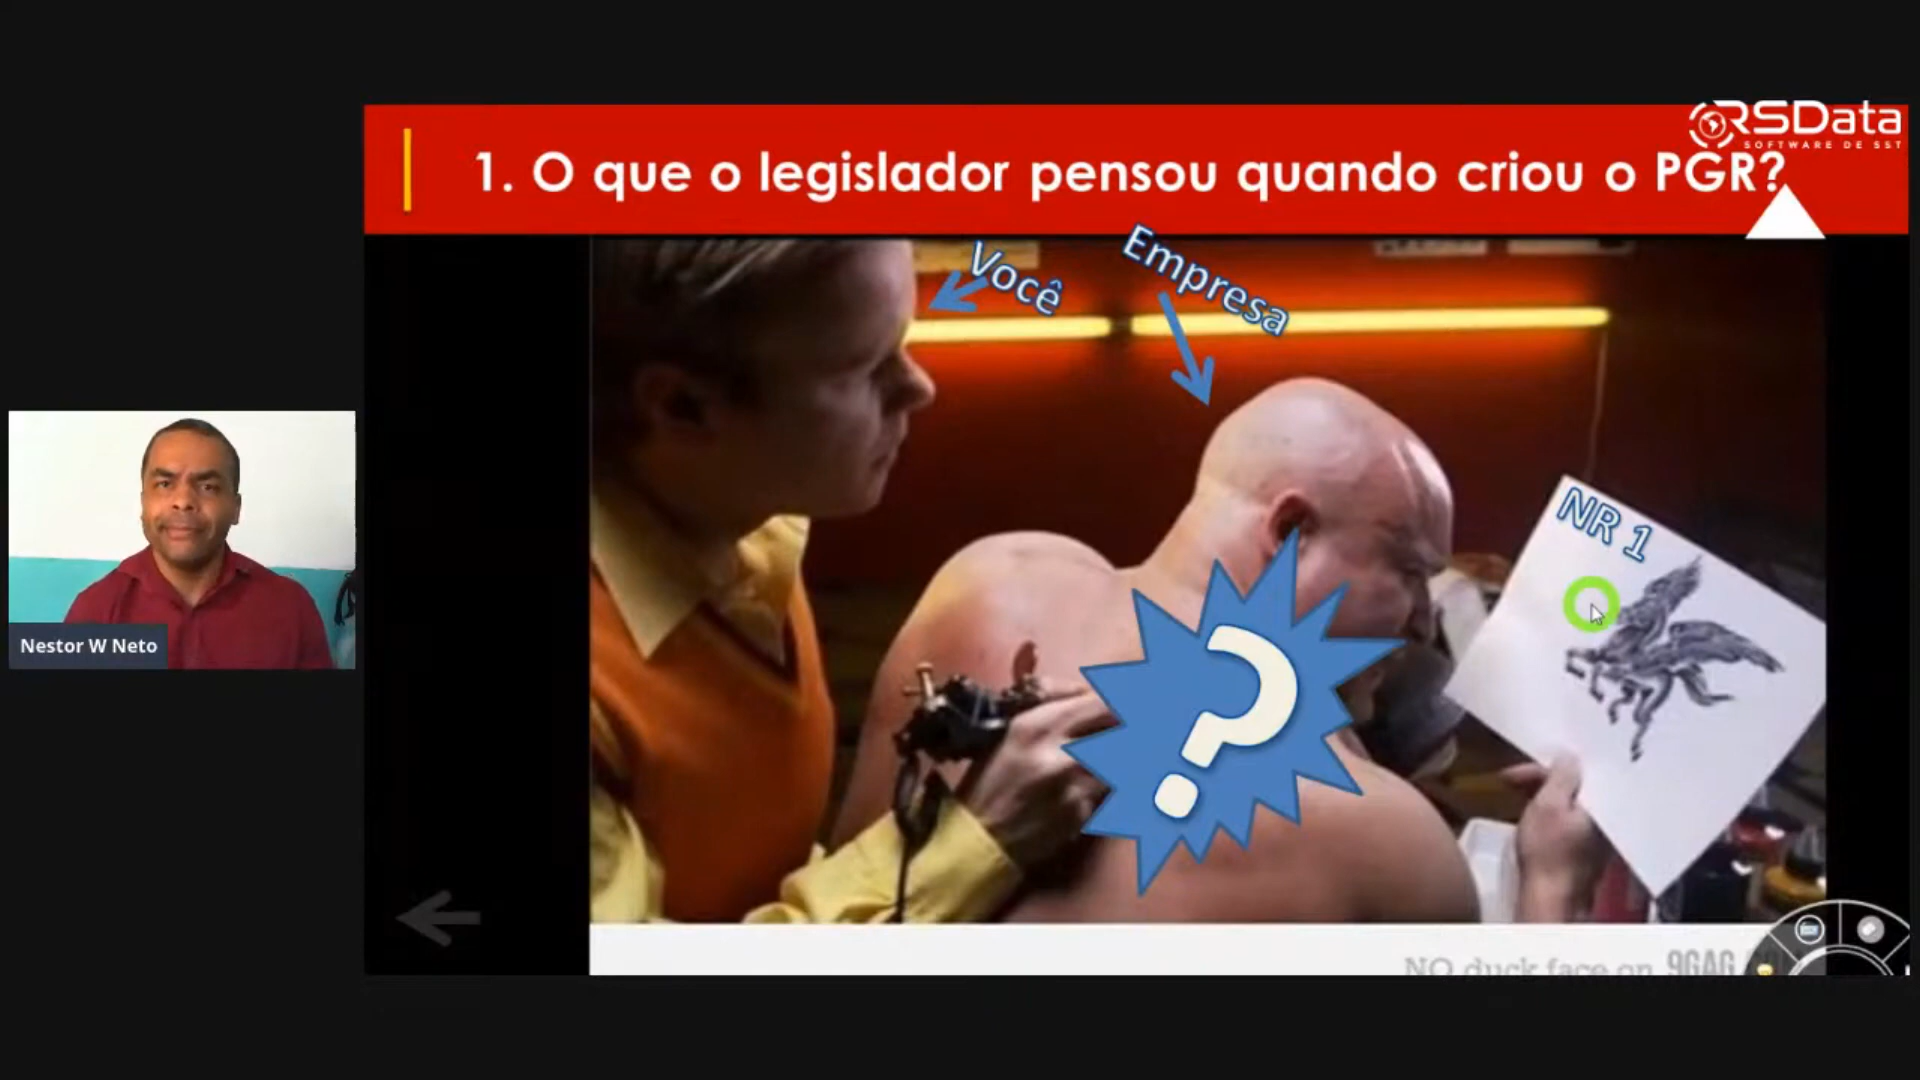 RSData
SOFTWARE DE SST
1. O que o legislador pensou quando criou o PGR?
Você
Empresa
NR 1
?
Nestor W Neto
NO duck face on 9GAG